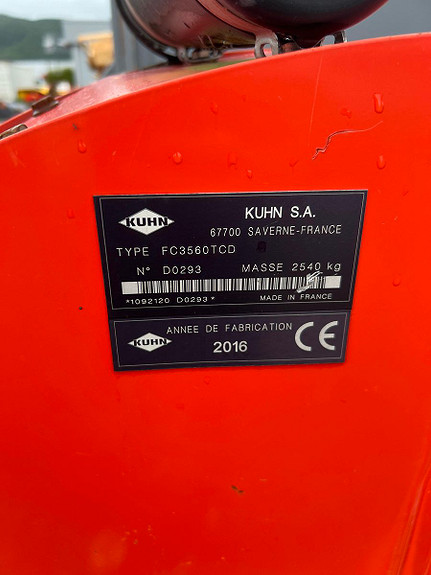 KUHN
KUHN S.A.
67700 SAVERNE-FRANCE
TYPE FC3560TCD
N° D0293 MASSE 2540 kg
*1092120 D0293* MADE IN FRANCE
KUHN
ANNEE DE FABRICATION
2016
CE